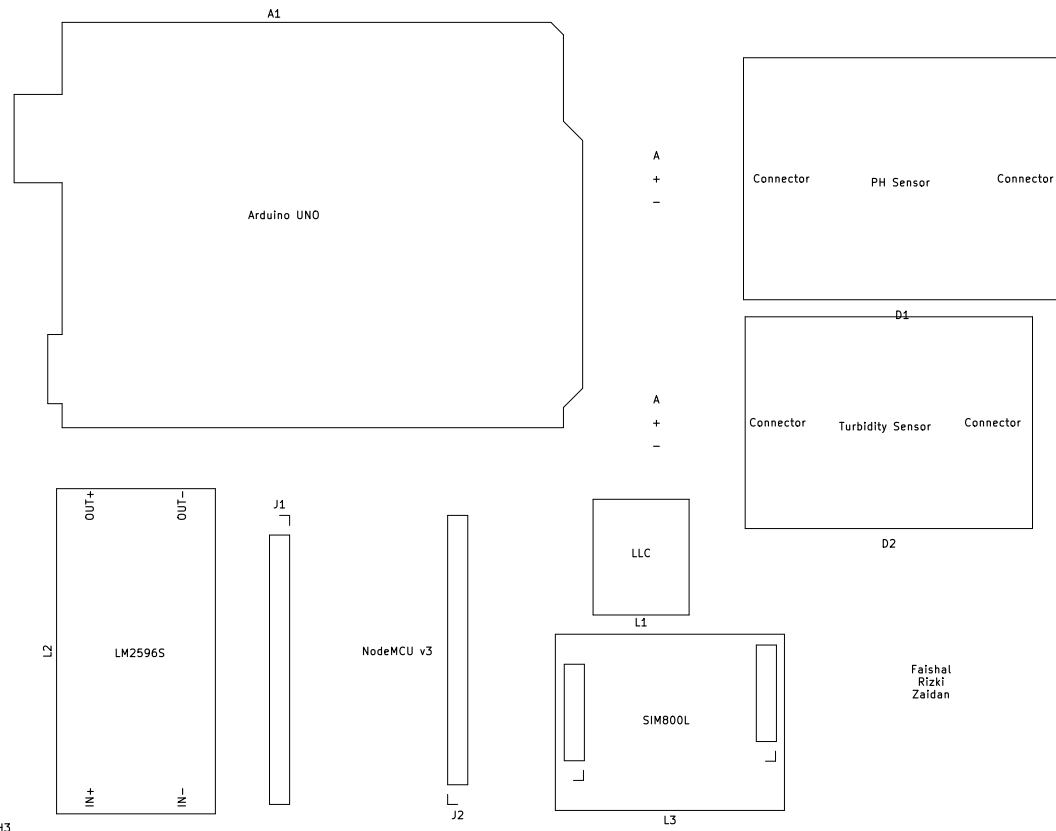 A1
A
+
−
Connector
PH Sensor
Connector
Arduino UNO
D1
A
+
−
Connector
Turbidity Sensor
Connector
OUT+
OUT−
J1
D2
LLC
L1
L2
LM2596S
NodeMCU v3
Faishal
Rizki
Zaidan
SIM800L
IN+
IN−
J2
L3
H3